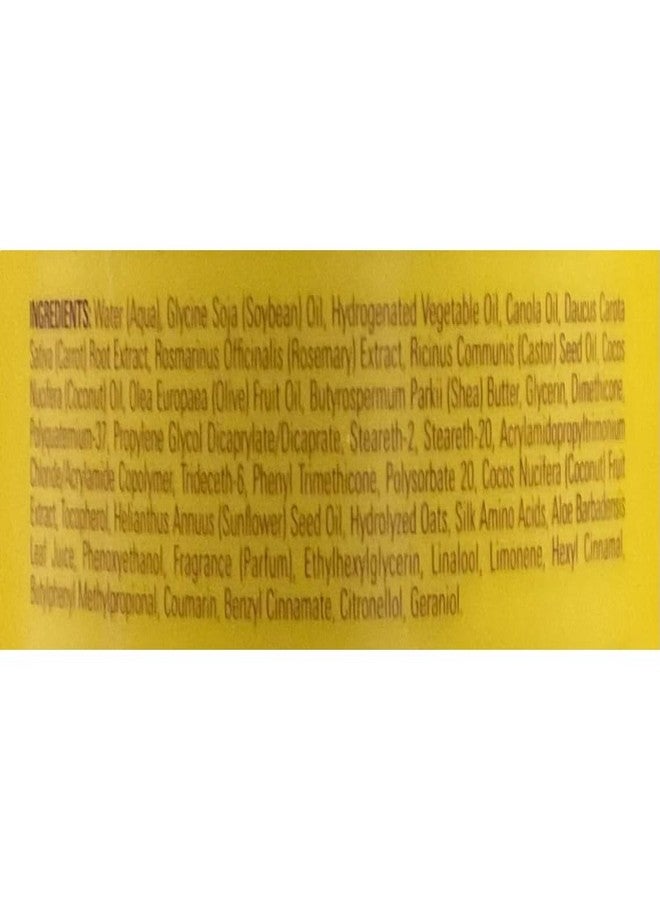 INGREDIENTS: Water (Aqua), Glycine Soja (Soybean) Oil, Hydrogenated Vegetable Oil, Canola Oil, Daucus Carota
Sativa (Carrot) Root Extract, Rosmarinus Officinalis (Rosemary) Extract, Ricinus Communis (Castor) Seed Oil, Cocos
Nucifera (Coconut) Oil, Olea Europaea (Olive) Fruit Oil, Butyrospermum Parkii (Shea) Butter, Glycerin, Dimethicone,
Polyquaternium-37, Propylene Glycol Dicaprylate/Dicaprate, Steareth-2, Steareth-20, Acrylamidopropyltrimonium
Chloride/Acrylamide Copolymer, Trideceth-6, Phenyl Trimethicone, Polysorbate 20, Cocos Nucifera (Coconut) Fruit
Extract, Tocopherol, Helianthus Annuus (Sunflower) Seed Oil, Hydrolyzed Oats, Silk Amino Acids, Aloe Barbadensis
Leaf Juice, Phenoxyethanol, Fragrance (Parfum), Ethylhexylglycerin, Linalool, Limonene, Hexyl Cinnamal,
Butylphenyl Methylpropional, Coumarin, Benzyl Cinnamate, Citronellol, Geraniol.